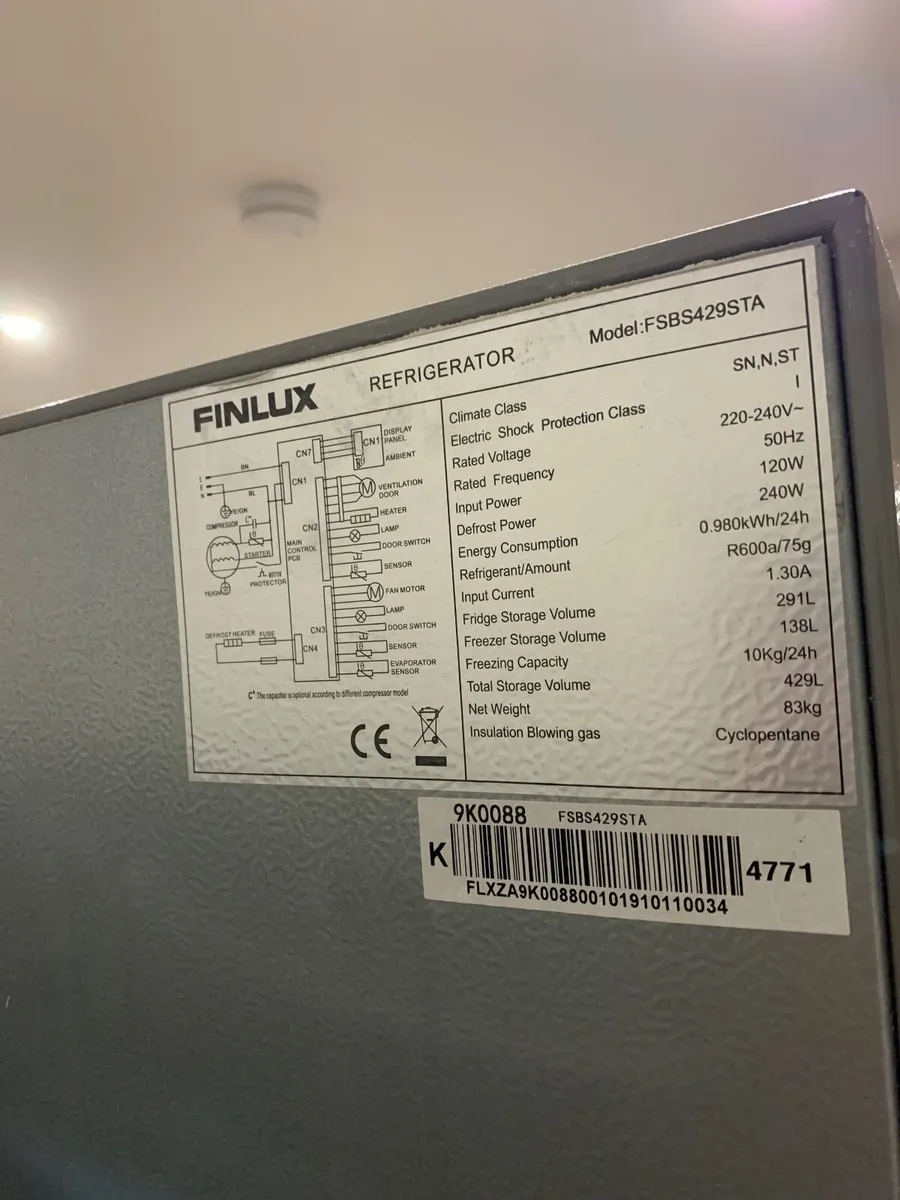 FINLUX REFRIGERATOR Model:FSBS429STA
Climate Class SN,N,ST
Electric Shock Protection Class I
Rated Voltage 220-240V~
Rated Frequency 50Hz
Input Power 120W
Defrost Power 240W
Energy Consumption 0.980kWh/24h
Refrigerant/Amount R600a/75g
Input Current 1.30A
Fridge Storage Volume 291L
Freezer Storage Volume 138L
Freezing Capacity 10Kg/24h
Total Storage Volume 429L
Net Weight 83kg
Insulation Blowing gas Cyclopentane
CN7
CN1
DISPLAY
PANEL
AMBIENT
BN
L
E
N
BL
CN1
YE/GN
COMPRESSOR
C*
STARTER
PROTECTOR
YE/GN
CN2
MAIN
CONTROL
PCB
M
VENTILATION
DOOR
HEATER
LAMP
DOOR SWITCH
SENSOR
M
FAN MOTOR
LAMP
DOOR SWITCH
SENSOR
EVAPORATOR
SENSOR
CN3
CN4
DEFROST HEATER FUSE
C* The capacitor is optional according to different compressor model
CE
9K0088 FSBS429STA
K 4771
FLXZA9K008800101910110034